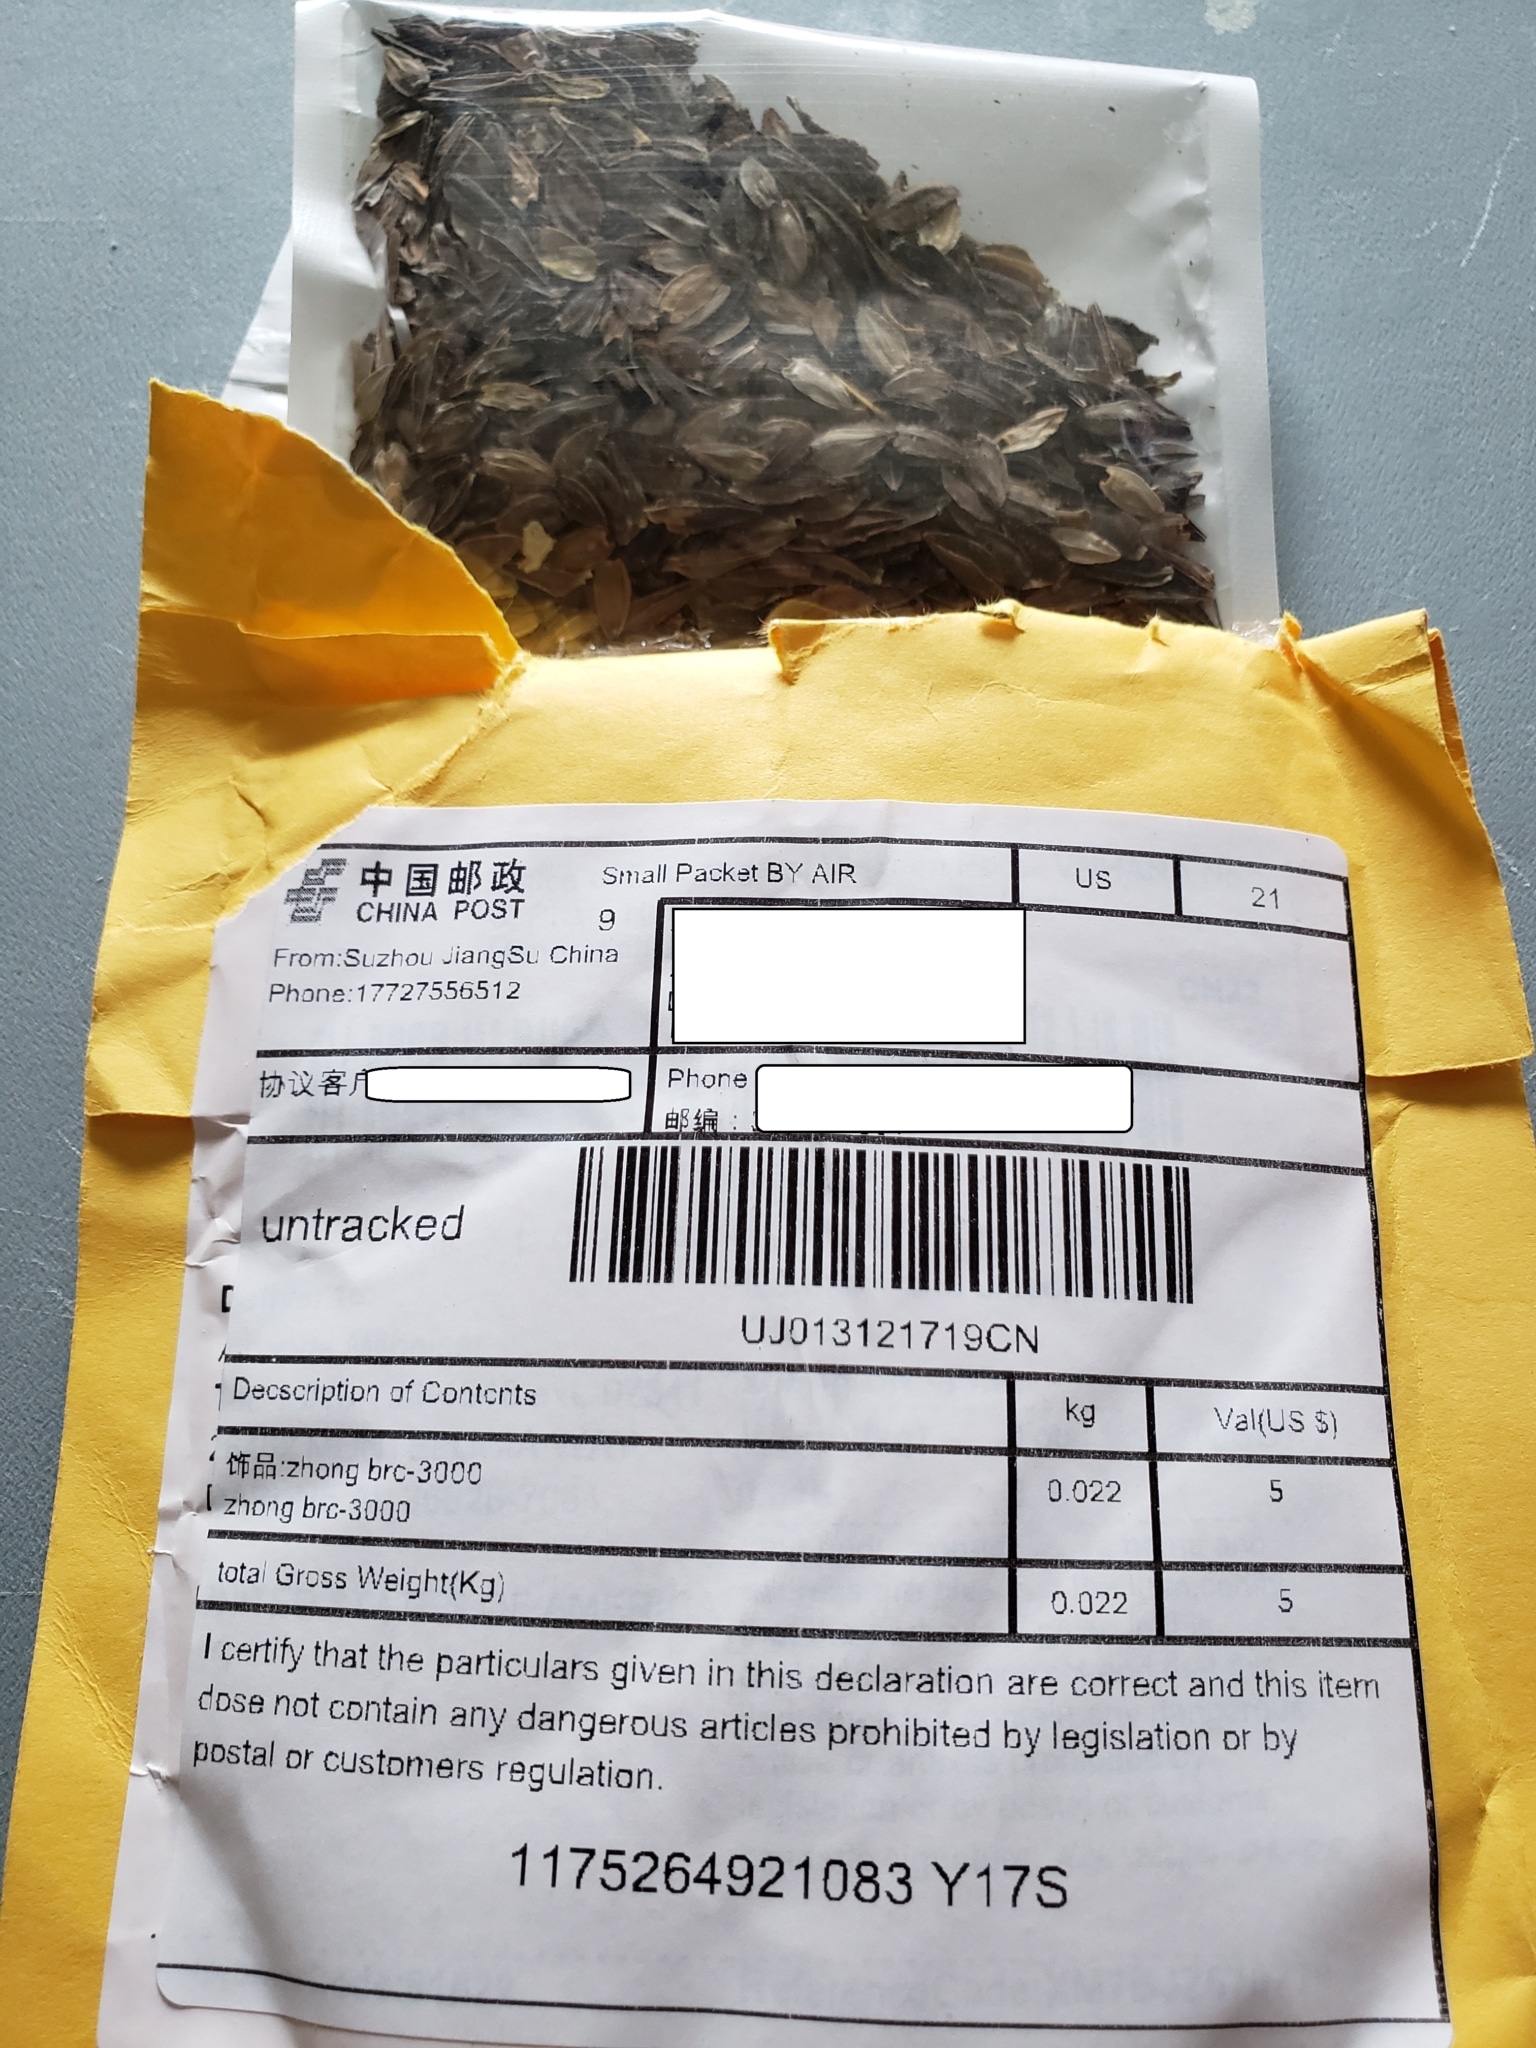 中国邮政
CHINA POST
Small Packet BY AIR
US
21
9
From:Suzhou JiangSu China
Phone:17727556512
协议客户
Phone
邮编:
untracked
UJ013121719CN
Decscription of Contents
kg
Val(US $)
饰品:zhong brc-3000
zhong brc-3000
0.022
5
total Gross Weight(Kg)
0.022
5
I certify that the particulars given in this declaration are correct and this item
dose not contain any dangerous articles prohibited by legislation or by
postal or customers regulation.
1175264921083 Y17S